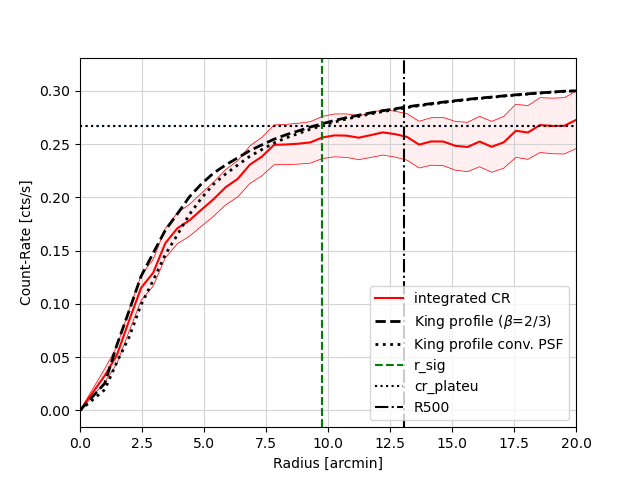 0.30
0.25
0.20
0.15
0.10
0.05
0.00
Count-Rate [cts/s]
integrated CR
King profile (β=2/3)
King profile conv. PSF
r_sig
cr_plateu
R500
0.0 2.5 5.0 7.5 10.0 12.5 15.0 17.5 20.0
Radius [arcmin]